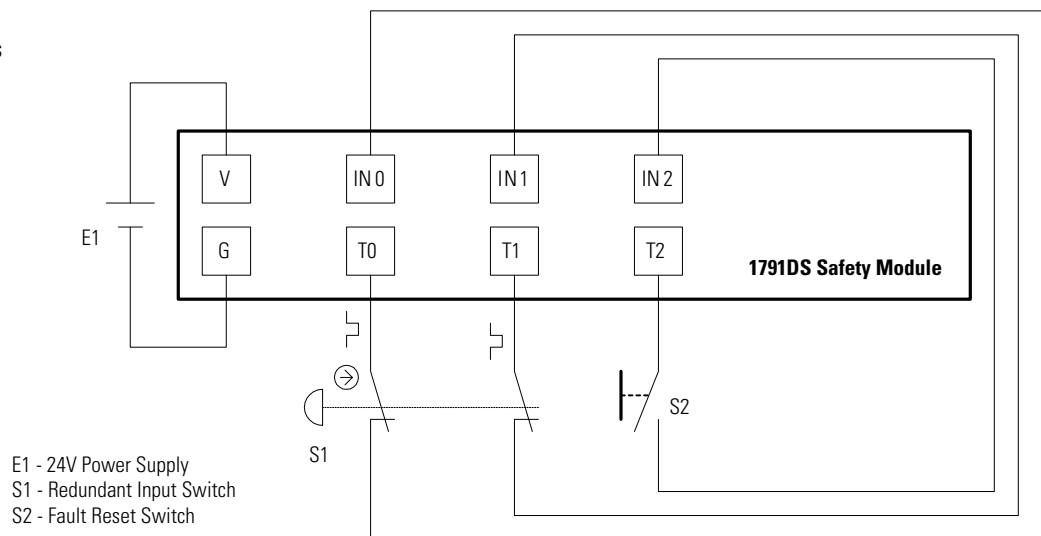 s
V
IN 0
IN 1
IN 2
E1
G
T0
T1
T2
1791DS Safety Module
S2
S1
E1 - 24V Power Supply
S1 - Redundant Input Switch
S2 - Fault Reset Switch